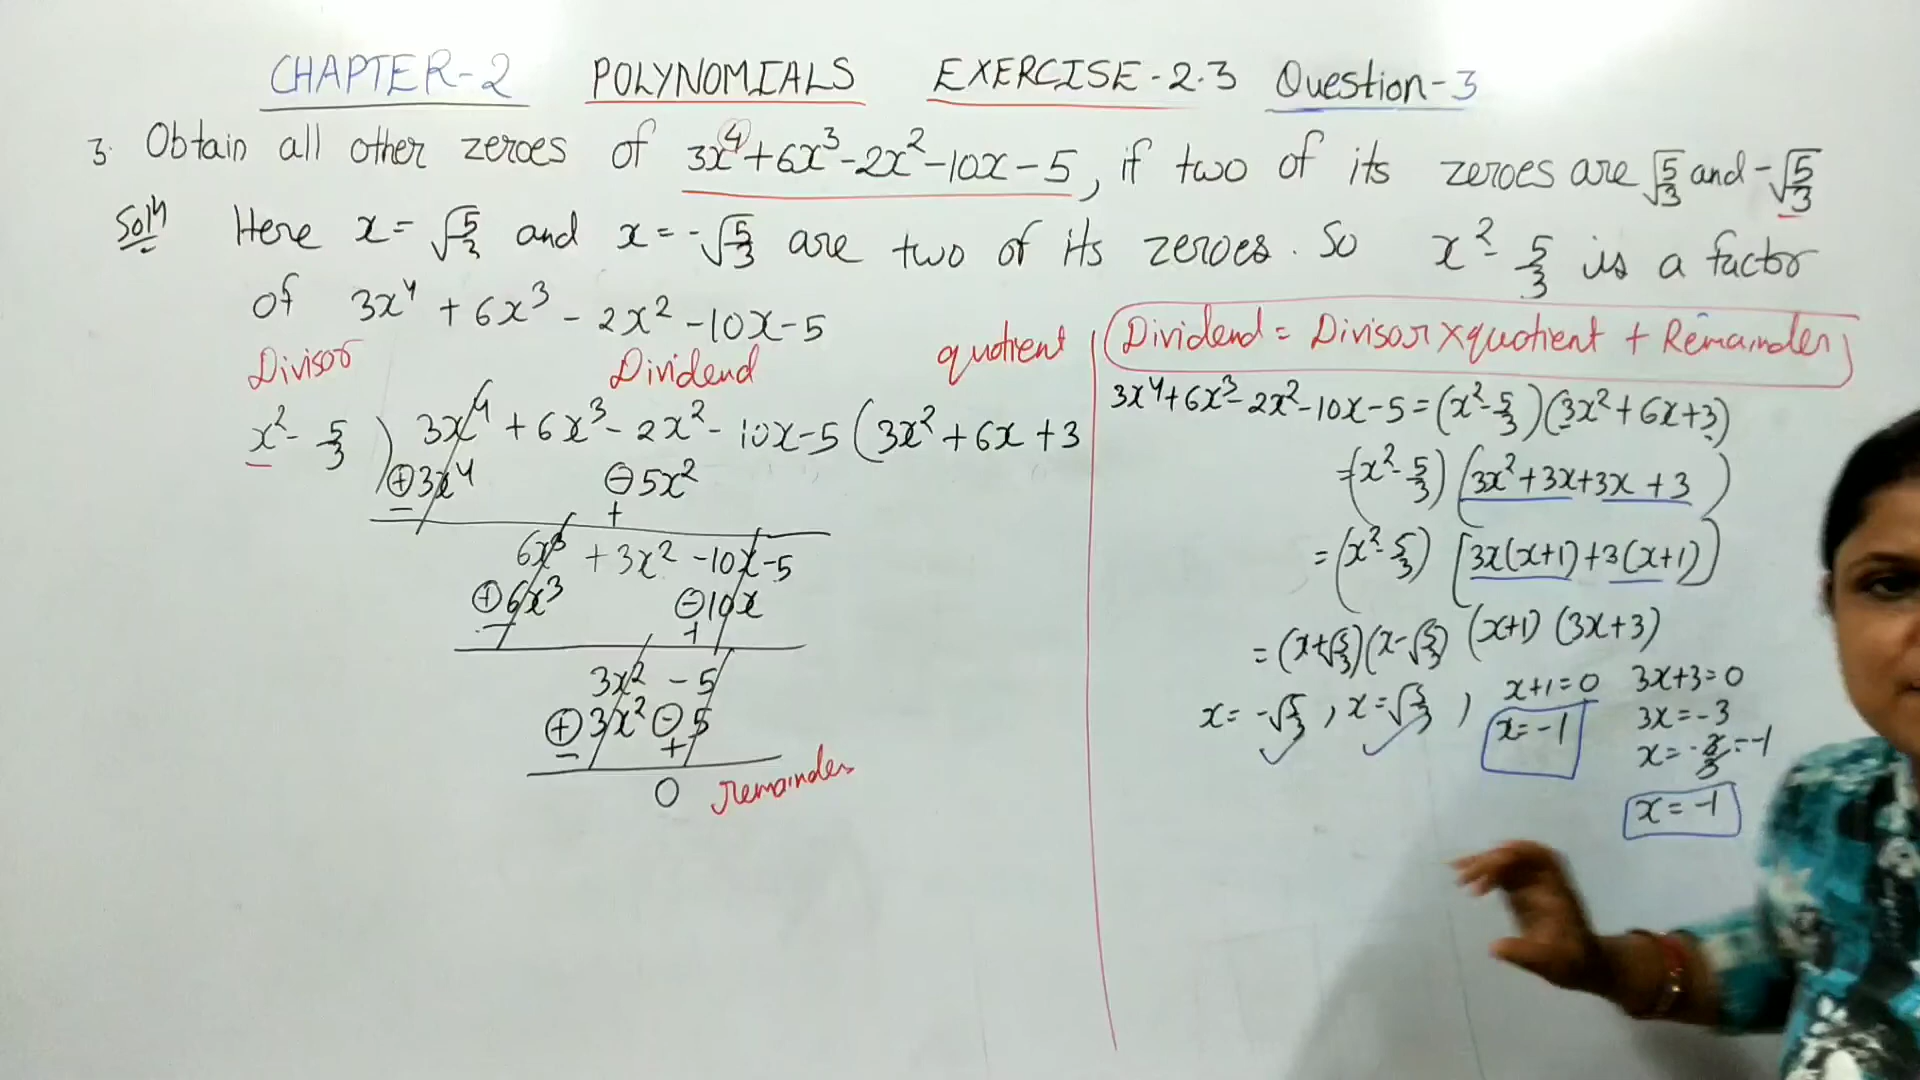 CHAPTER-2 POLYNOMIALS EXERCISE-2.3 Question-3
3. Obtain all other zeroes of 3x⁴+6x³-2x²-10x-5, if two of its zeroes are √5/3 and -√5/3
Soln Here x=√5/3 and x=-√5/3 are two of its zeroes. So x²-5/3 is a factor
of 3x⁴+6x³-2x²-10x-5
Divisor Dividend quotient
x²-5/3)3x⁴+6x³-2x²-10x-5(3x²+6x+3
⊕3x⁴ ⊖5x²
- +
6x³+3x²-10x-5
⊕6x³ ⊖10x
- +
3x²-5
⊕3x²⊖5
- +
0 remainder
Dividend = Divisor×quotient + Remainder
3x⁴+6x³-2x²-10x-5=(x²-5/3)(3x²+6x+3)
=(x²-5/3)(3x²+3x+3x+3)
=(x²-5/3)[3x(x+1)+3(x+1)]
=(x+√5/3)(x-√5/3)(x+1)(3x+3)
x=-√5/3, x=√5/3, x+1=0 3x+3=0
x=-1 3x=-3
x=-3/3=-1
x=-1